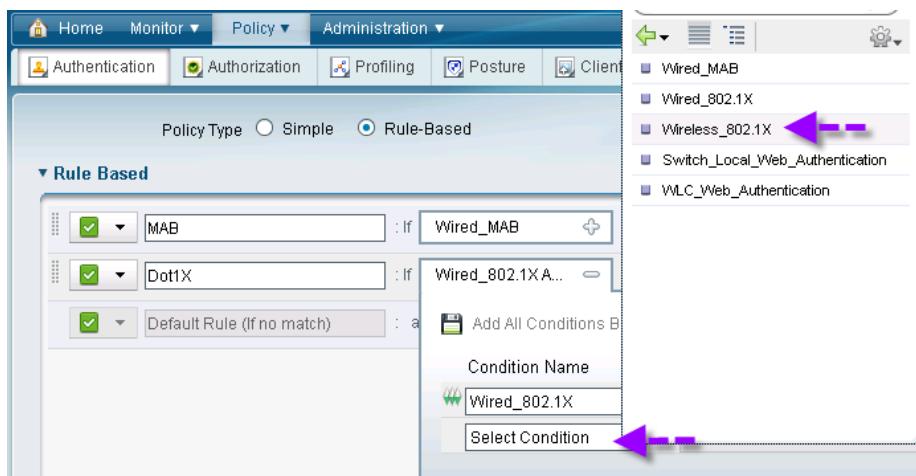 Home Monitor ▼ Policy ▼ Administration ▼
Authentication Authorization Profiling Posture Client
Policy Type Simple Rule-Based
▼ Rule Based
MAB : If Wired_MAB
Dot1X : If Wired_802.1X A...
Default Rule (If no match) : a
Add All Conditions B
Condition Name
Wired_802.1X
Select Condition
Wired_MAB
Wired_802.1X
Wireless_802.1X
Switch_Local_Web_Authentication
WLC_Web_Authentication